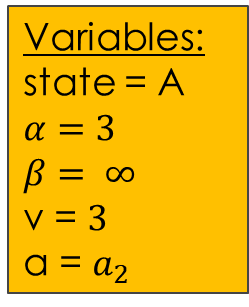 Variables:
state = A
α = 3
β = ∞
v = 3
a = a₂